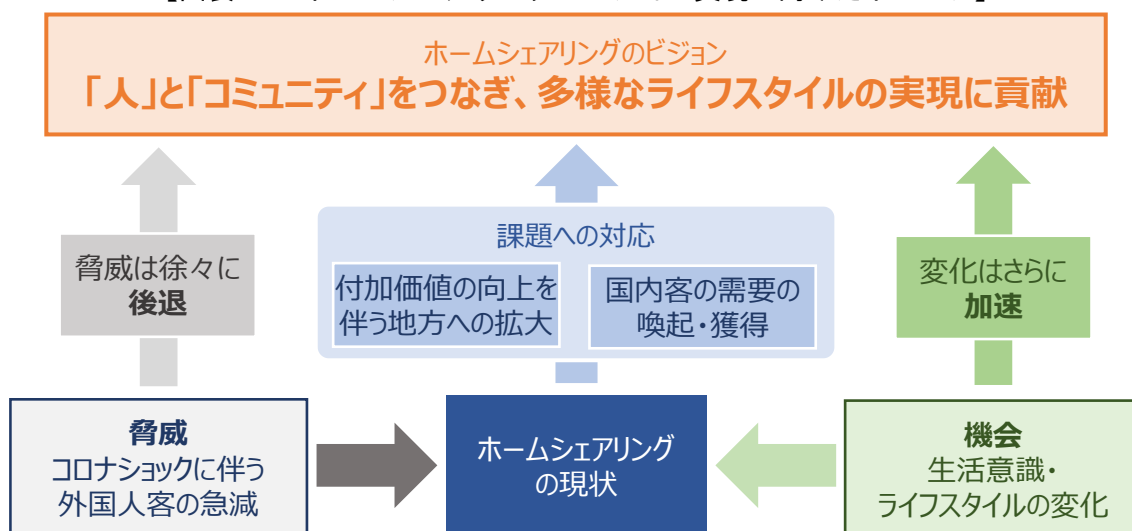 ホームシェアリングのビジョン
「人」と「コミュニティ」をつなぎ、多様なライフスタイルの実現に貢献
脅威は徐々に
後退
課題への対応
付加価値の向上を
伴う地方への拡大
国内客の需要の
喚起・獲得
変化はさらに
加速
脅威
コロナショックに伴う
外国人客の急減
ホームシェアリング
の現状
機会
生活意識・
ライフスタイルの変化